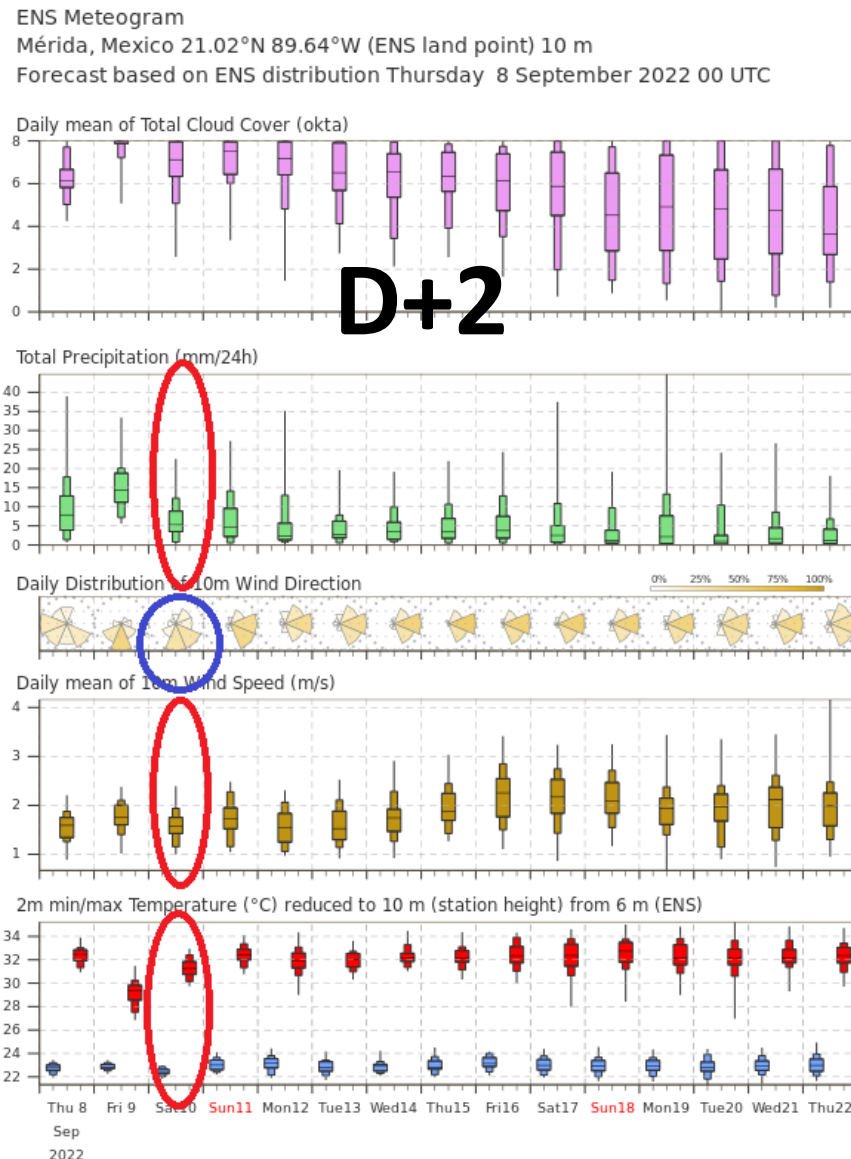 ENS Meteogram
Mérida, Mexico 21.02°N 89.64°W (ENS land point) 10 m
Forecast based on ENS distribution Thursday 8 September 2022 00 UTC
Daily mean of Total Cloud Cover (okta)
8
6
4
2
0
D+2
Total Precipitation (mm/24h)
40
35
30
25
20
15
10
5
0
Daily Distribution of 10m Wind Direction
0% 25% 50% 75% 100%
Daily mean of 10m Wind Speed (m/s)
4
3
2
1
2m min/max Temperature (°C) reduced to 10 m (station height) from 6 m (ENS)
34
32
30
28
26
24
22
Thu 8 Fri 9 Sat10 Sun11 Mon12 Tue13 Wed14 Thu15 Fri16 Sat17 Sun18 Mon19 Tue20 Wed21 Thu22
Sep
2022